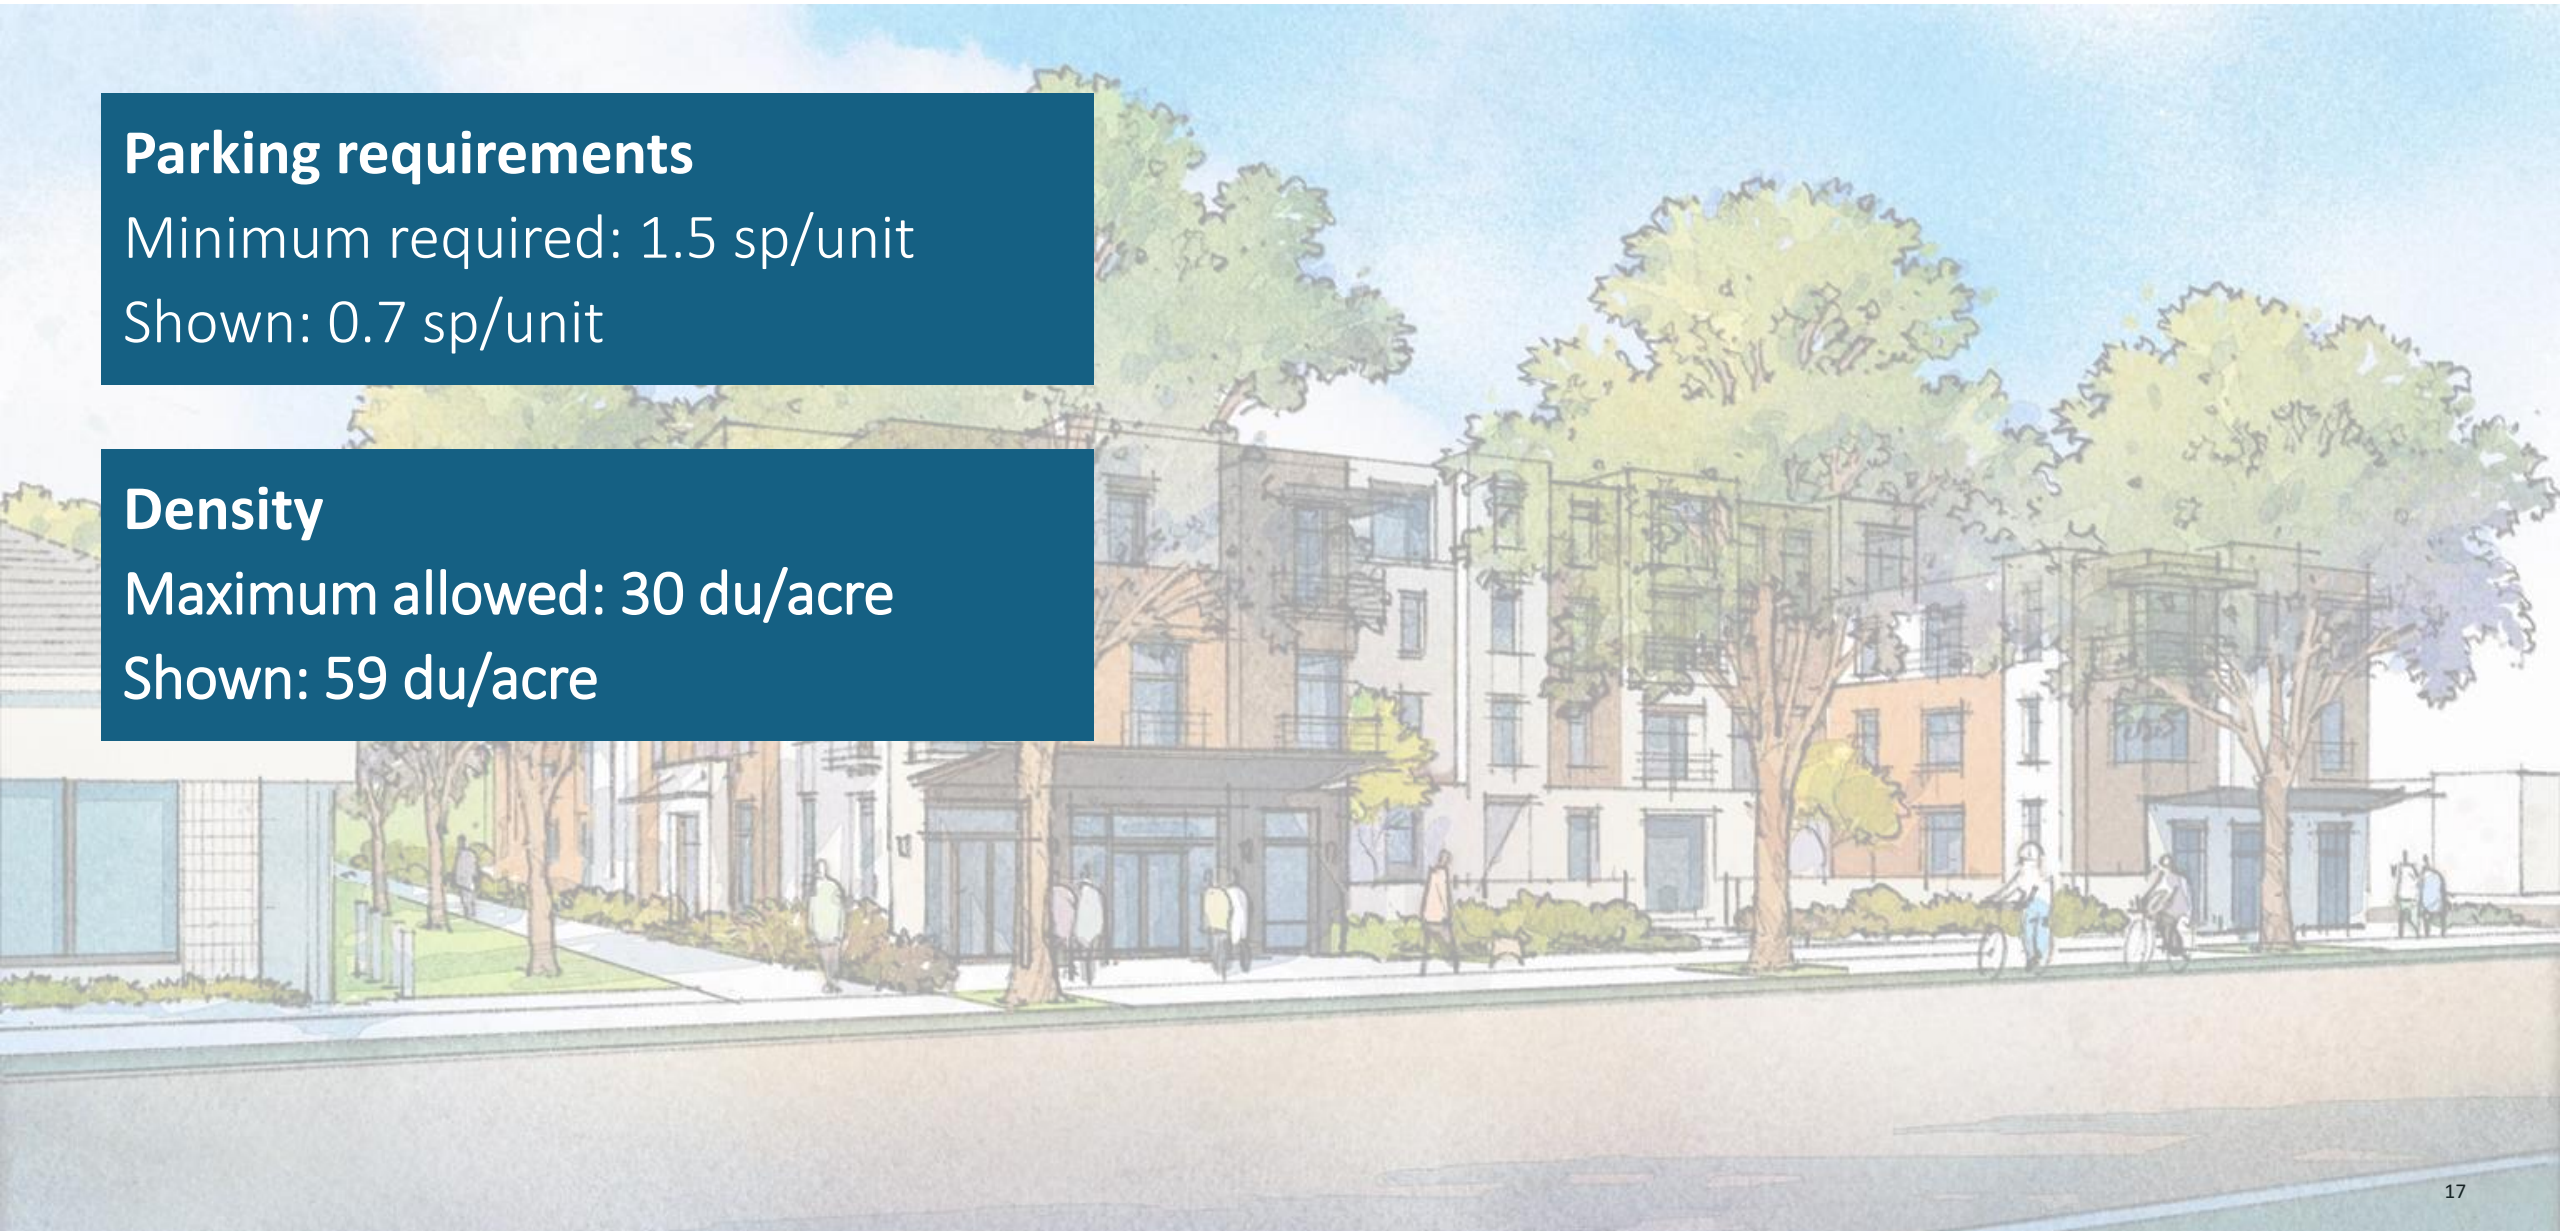 Parking requirements
Minimum required: 1.5 sp/unit
Shown: 0.7 sp/unit
Density
Maximum allowed: 30 du/acre
Shown: 59 du/acre
17